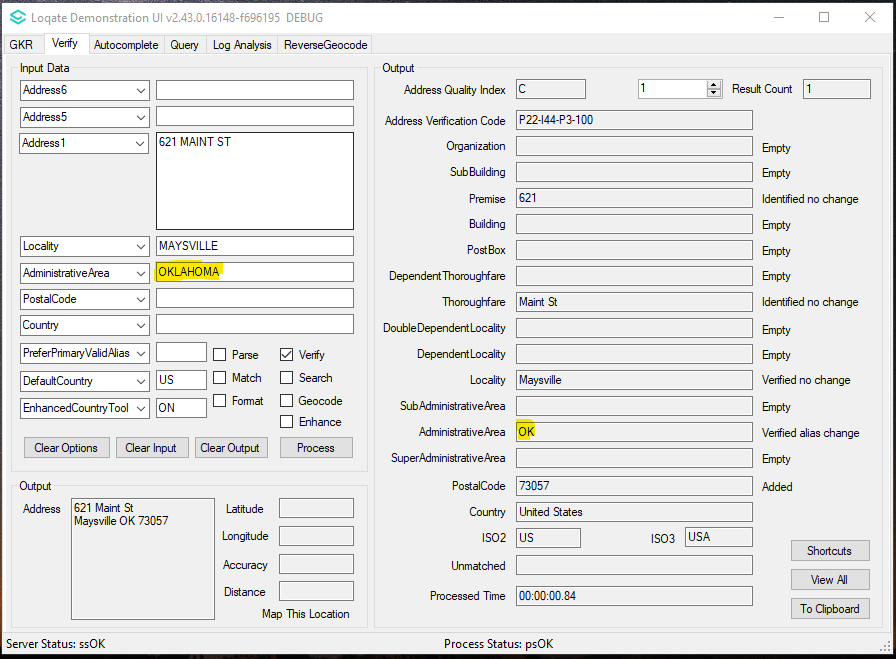 Loqate Demonstration UI v2.43.0.16148-f696195 DEBUG
GKR Verify Autocomplete Query Log Analysis ReverseGeocode
Input Data
Address6
Address5
Address1 621 MAINT ST
Locality MAYSVILLE
AdministrativeArea OKLAHOMA
PostalCode
Country
PreferPrimaryValidAlias Parse Verify
DefaultCountry US Match Search
EnhancedCountryTool ON Format Geocode
Enhance
Clear Options Clear Input Clear Output Process
Output
Address 621 Maint St
Maysville OK 73057
Latitude
Longitude
Accuracy
Distance
Map This Location
Output
Address Quality Index C 1 Result Count 1
Address Verification Code P22-I44-P3-100
Organization Empty
SubBuilding Empty
Premise 621 Identified no change
Building Empty
PostBox Empty
DependentThoroughfare Empty
Thoroughfare Maint St Identified no change
DoubleDependentLocality Empty
DependentLocality Empty
Locality Maysville Verified no change
SubAdministrativeArea Empty
AdministrativeArea OK Verified alias change
SuperAdministrativeArea Empty
PostalCode 73057 Added
Country United States
ISO2 US ISO3 USA
Unmatched
Processed Time 00:00:00.84
Shortcuts
View All
To Clipboard
Server Status: ssOK Process Status: psOK